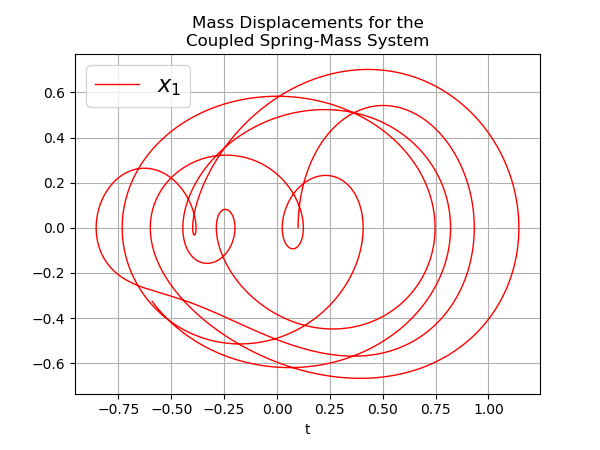 Mass Displacements for the
Coupled Spring-Mass System
x₁
0.6
0.4
0.2
0.0
−0.2
−0.4
−0.6
−0.75 −0.50 −0.25 0.00 0.25 0.50 0.75 1.00
t